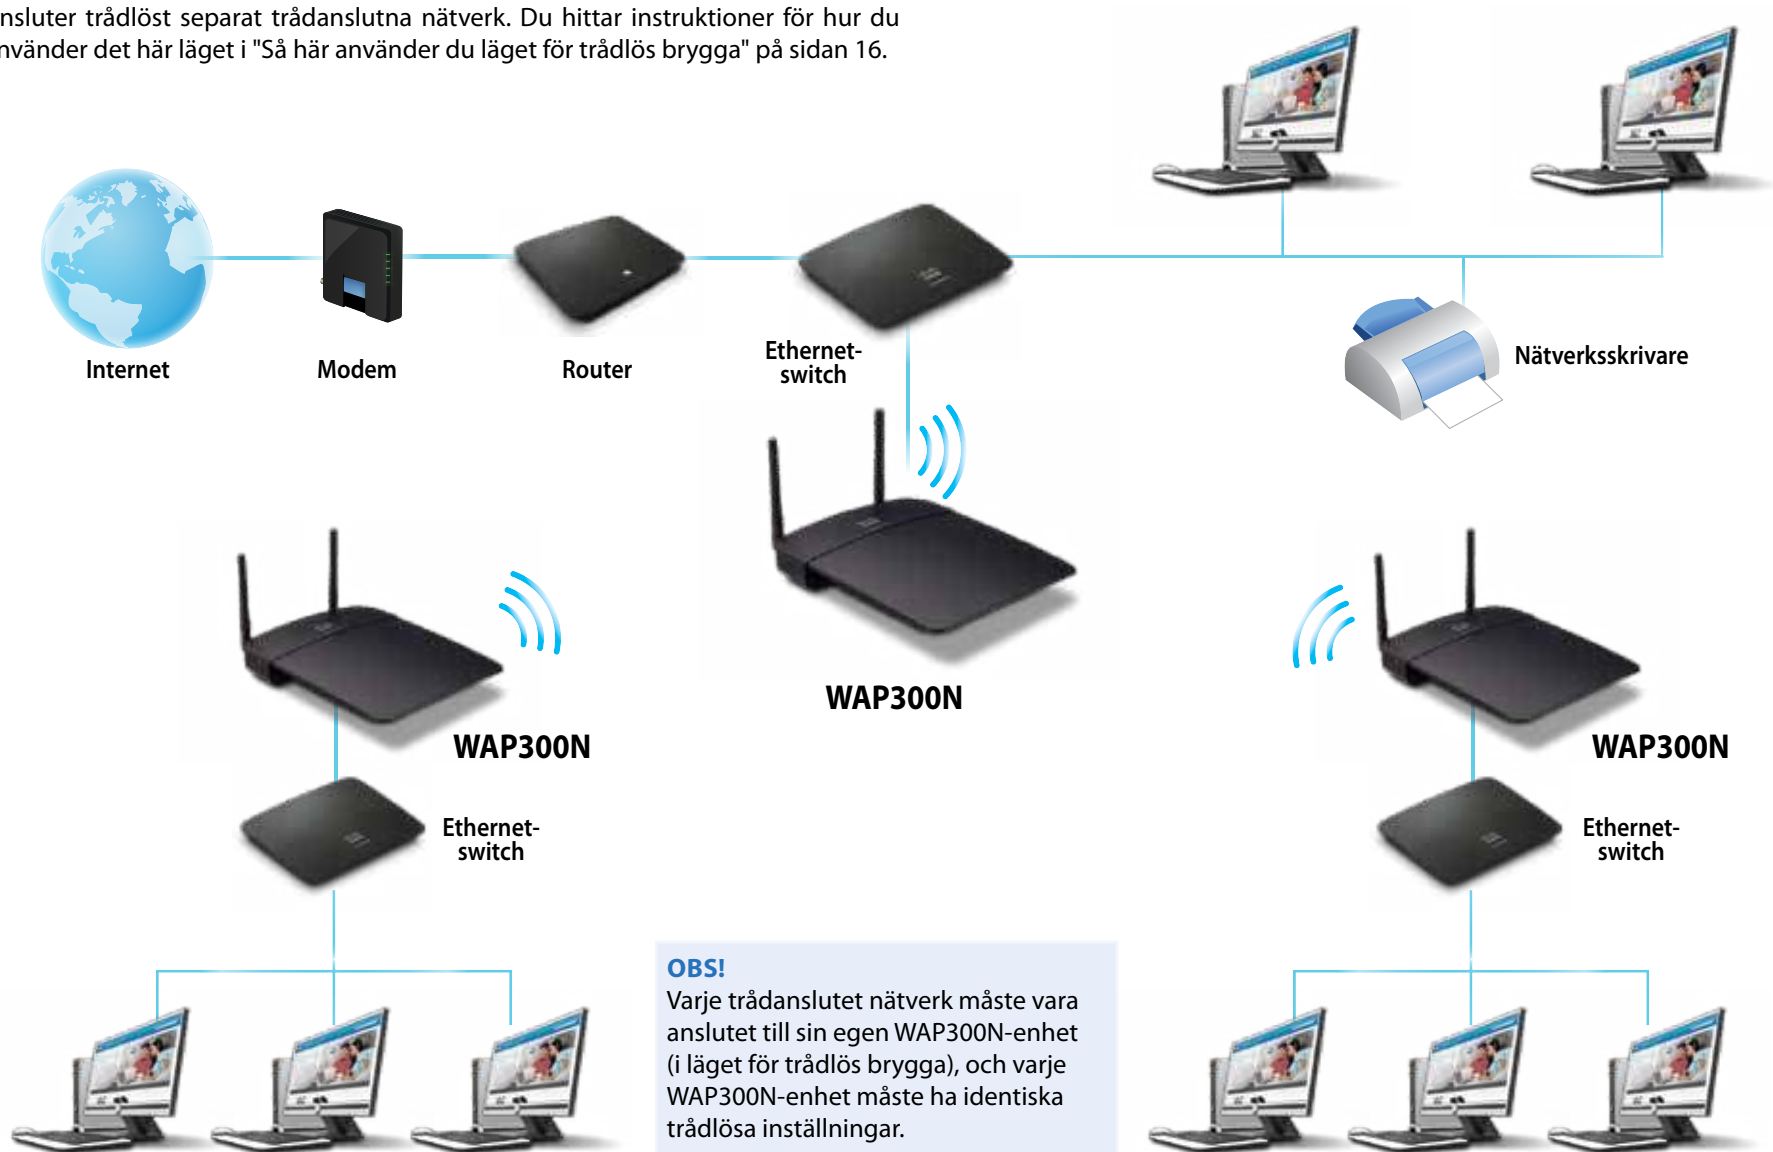 nsluter trådlöst separat trådanslutna nätverk. Du hittar instruktioner för hur du
nvänder det här läget i "Så här använder du läget för trådlös brygga" på sidan 16.
Internet
Modem
Router
Ethernet-
switch
Nätverksskrivare
WAP300N
WAP300N
WAP300N
Ethernet-
switch
Ethernet-
switch
OBS!
Varje trådanslutet nätverk måste vara
anslutet till sin egen WAP300N-enhet
(i läget för trådlös brygga), och varje
WAP300N-enhet måste ha identiska
trådlösa inställningar.